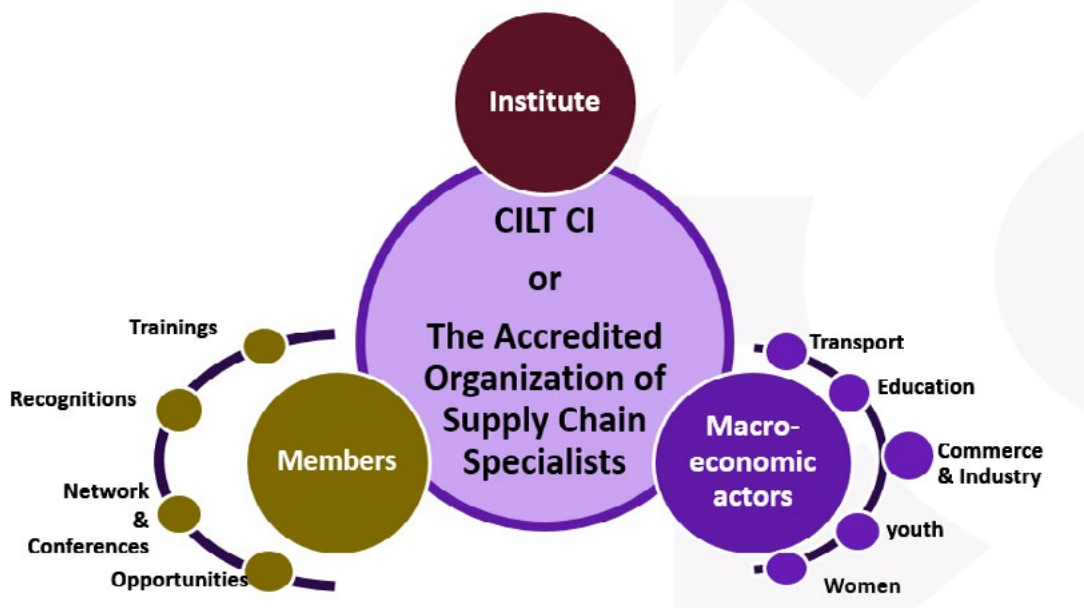 Institute
CILT CI
or
The Accredited
Organization of
Supply Chain
Specialists
Members
Trainings
Recognitions
Network
&
Conferences
Opportunities
Macro-
economic
actors
Transport
Education
Commerce
& Industry
youth
Women